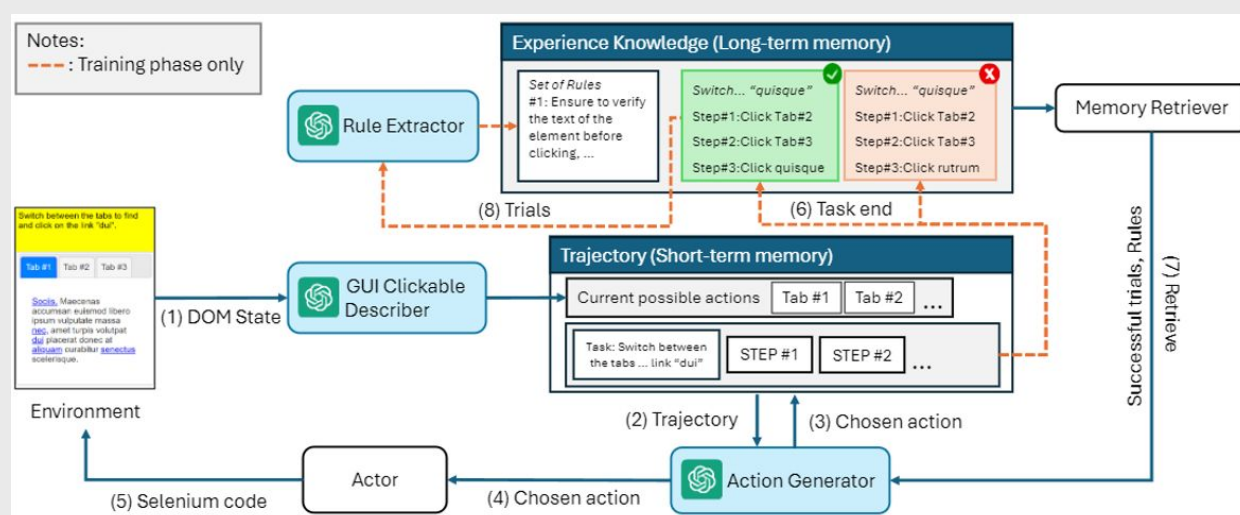 Notes:
: Training phase only
Experience Knowledge (Long-term memory)
Set of Rules
#1: Ensure to verify
the text of the
element before
clicking, ...
Switch... "quisque"
Step#1:Click Tab#2
Step#2:Click Tab#3
Step#3:Click quisque
Switch... "quisque"
Step#1:Click Tab#2
Step#2:Click Tab#3
Step#3:Click rutrum
Rule Extractor
Memory Retriever
(8) Trials
(6) Task end
Switch between the tabs to find
and click on the link "dui".
Tab #1
Tab #2
Tab #3
Sociis, Maecenas
accumsan euismod libero
ipsum vulputate massa
nec, amet turpis volutpat
dui placerat donec at
aliquam curabitur senectus
scelerisque.
Environment
(1) DOM State
GUI Clickable
Describer
Trajectory (Short-term memory)
Current possible actions
Tab #1
Tab #2
...
Task: Switch between
the tabs ... link "dui"
STEP #1
STEP #2
...
(7) Retrieve
Successful trials, Rules
(2) Trajectory
(3) Chosen action
Action Generator
(4) Chosen action
Actor
(5) Selenium code